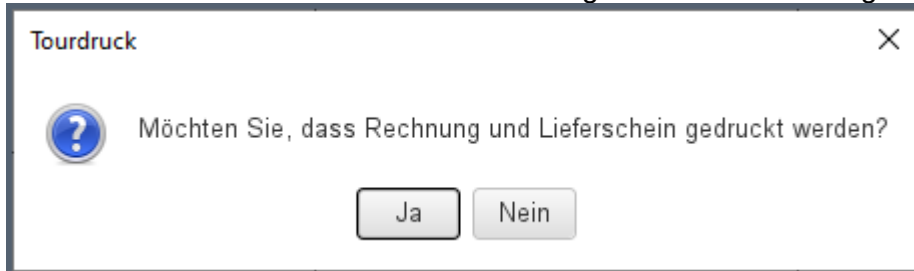 Tourdruck
Möchten Sie, dass Rechnung und Lieferschein gedruckt werden?
Ja
Nein